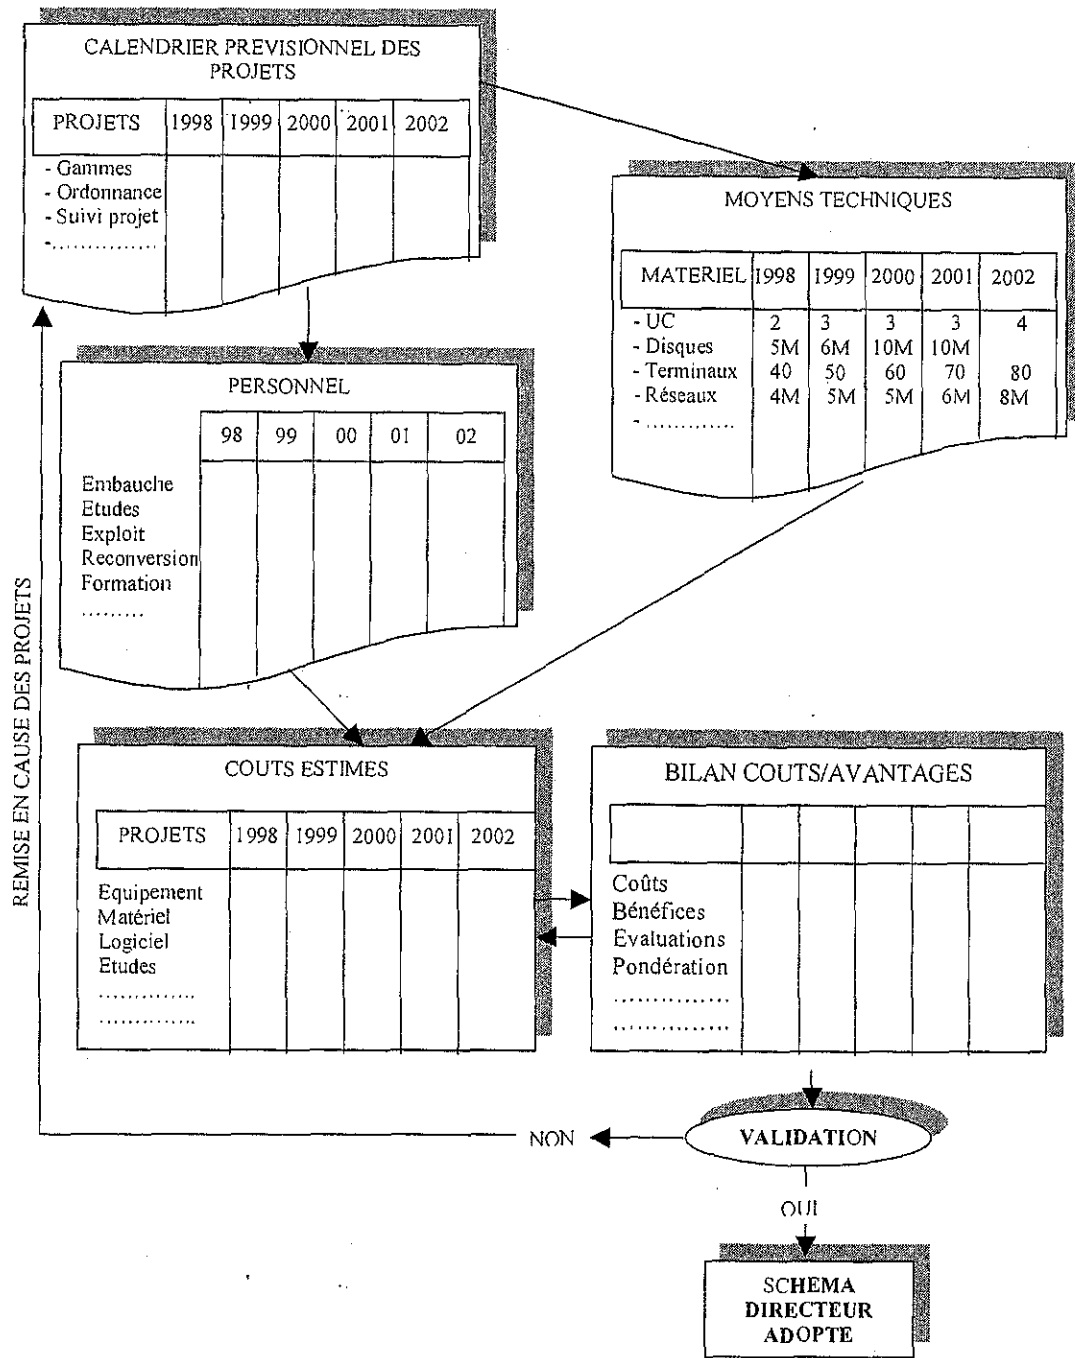 CALENDRIER PREVISIONNEL DES
PROJETS
PROJETS 1998 1999 2000 2001 2002
- Gammes
- Ordonnance
- Suivi projet
-..............
MOYENS TECHNIQUES
MATERIEL 1998 1999 2000 2001 2002
- UC 2 3 3 3 4
- Disques 5M 6M 10M 10M
- Terminaux 40 50 60 70 80
- Réseaux 4M 5M 5M 6M 8M
- .............
PERSONNEL
98 99 00 01 02
Embauche
Etudes
Exploit
Reconversion
Formation
.........
REMISE EN CAUSE DES PROJETS
COUTS ESTIMES
PROJETS 1998 1999 2000 2001 2002
Equipement
Matériel
Logiciel
Etudes
..............
..............
BILAN COUTS/AVANTAGES
Coûts
Bénéfices
Evaluations
Pondération
................
................
NON
VALIDATION
OUI
SCHEMA
DIRECTEUR
ADOPTE